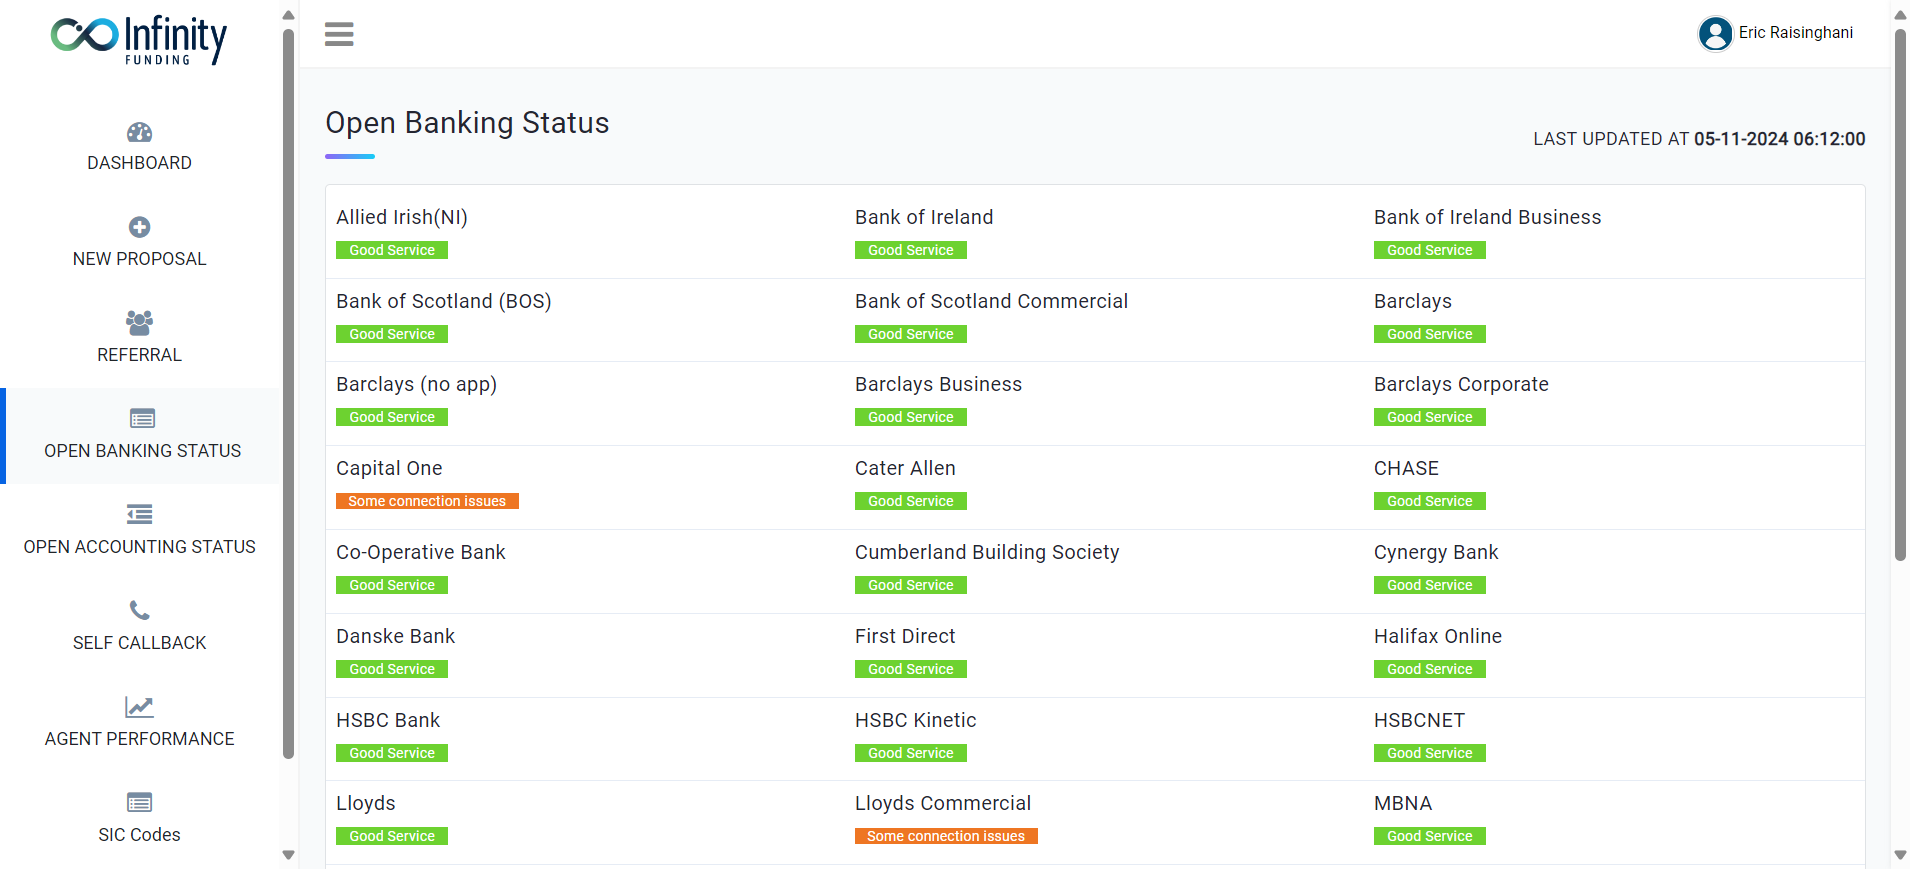 Infinity
FUNDING
Eric Raisinghani
DASHBOARD
NEW PROPOSAL
REFERRAL
OPEN BANKING STATUS
OPEN ACCOUNTING STATUS
SELF CALLBACK
AGENT PERFORMANCE
SIC Codes
Open Banking Status
LAST UPDATED AT 05-11-2024 06:12:00
Allied Irish(NI)
Good Service
Bank of Ireland
Good Service
Bank of Ireland Business
Good Service
Bank of Scotland (BOS)
Good Service
Bank of Scotland Commercial
Good Service
Barclays
Good Service
Barclays (no app)
Good Service
Barclays Business
Good Service
Barclays Corporate
Good Service
Capital One
Some connection issues
Cater Allen
Good Service
CHASE
Good Service
Co-Operative Bank
Good Service
Cumberland Building Society
Good Service
Cynergy Bank
Good Service
Danske Bank
Good Service
First Direct
Good Service
Halifax Online
Good Service
HSBC Bank
Good Service
HSBC Kinetic
Good Service
HSBCNET
Good Service
Lloyds
Good Service
Lloyds Commercial
Some connection issues
MBNA
Good Service